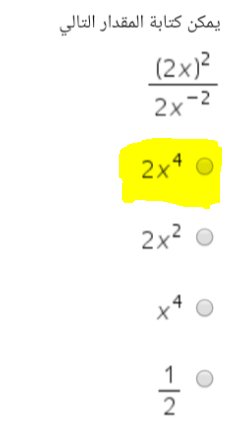 يمكن كتابة المقدار التالي
(2x)²
2x⁻²
2x⁴
2x²
x⁴
1
2